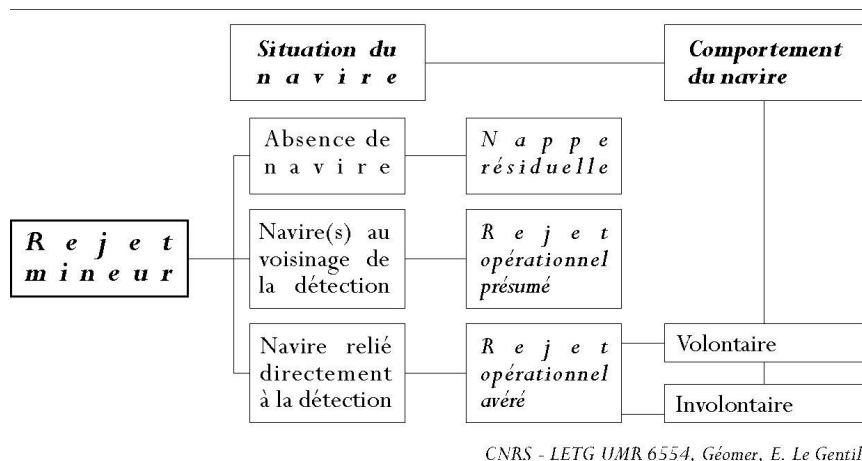 Situation du
navire
Comportement
du navire
Absence de
navire
Nappe
résiduelle
Rejet
mineur
Navire(s) au
voisinage de
la détection
Rejet
opérationnel
présumé
Navire relié
directement
à la détection
Rejet
opérationnel
avéré
Volontaire
Involontaire
CNRS - LETG UMR 6554, Géomer, E. Le Gentil